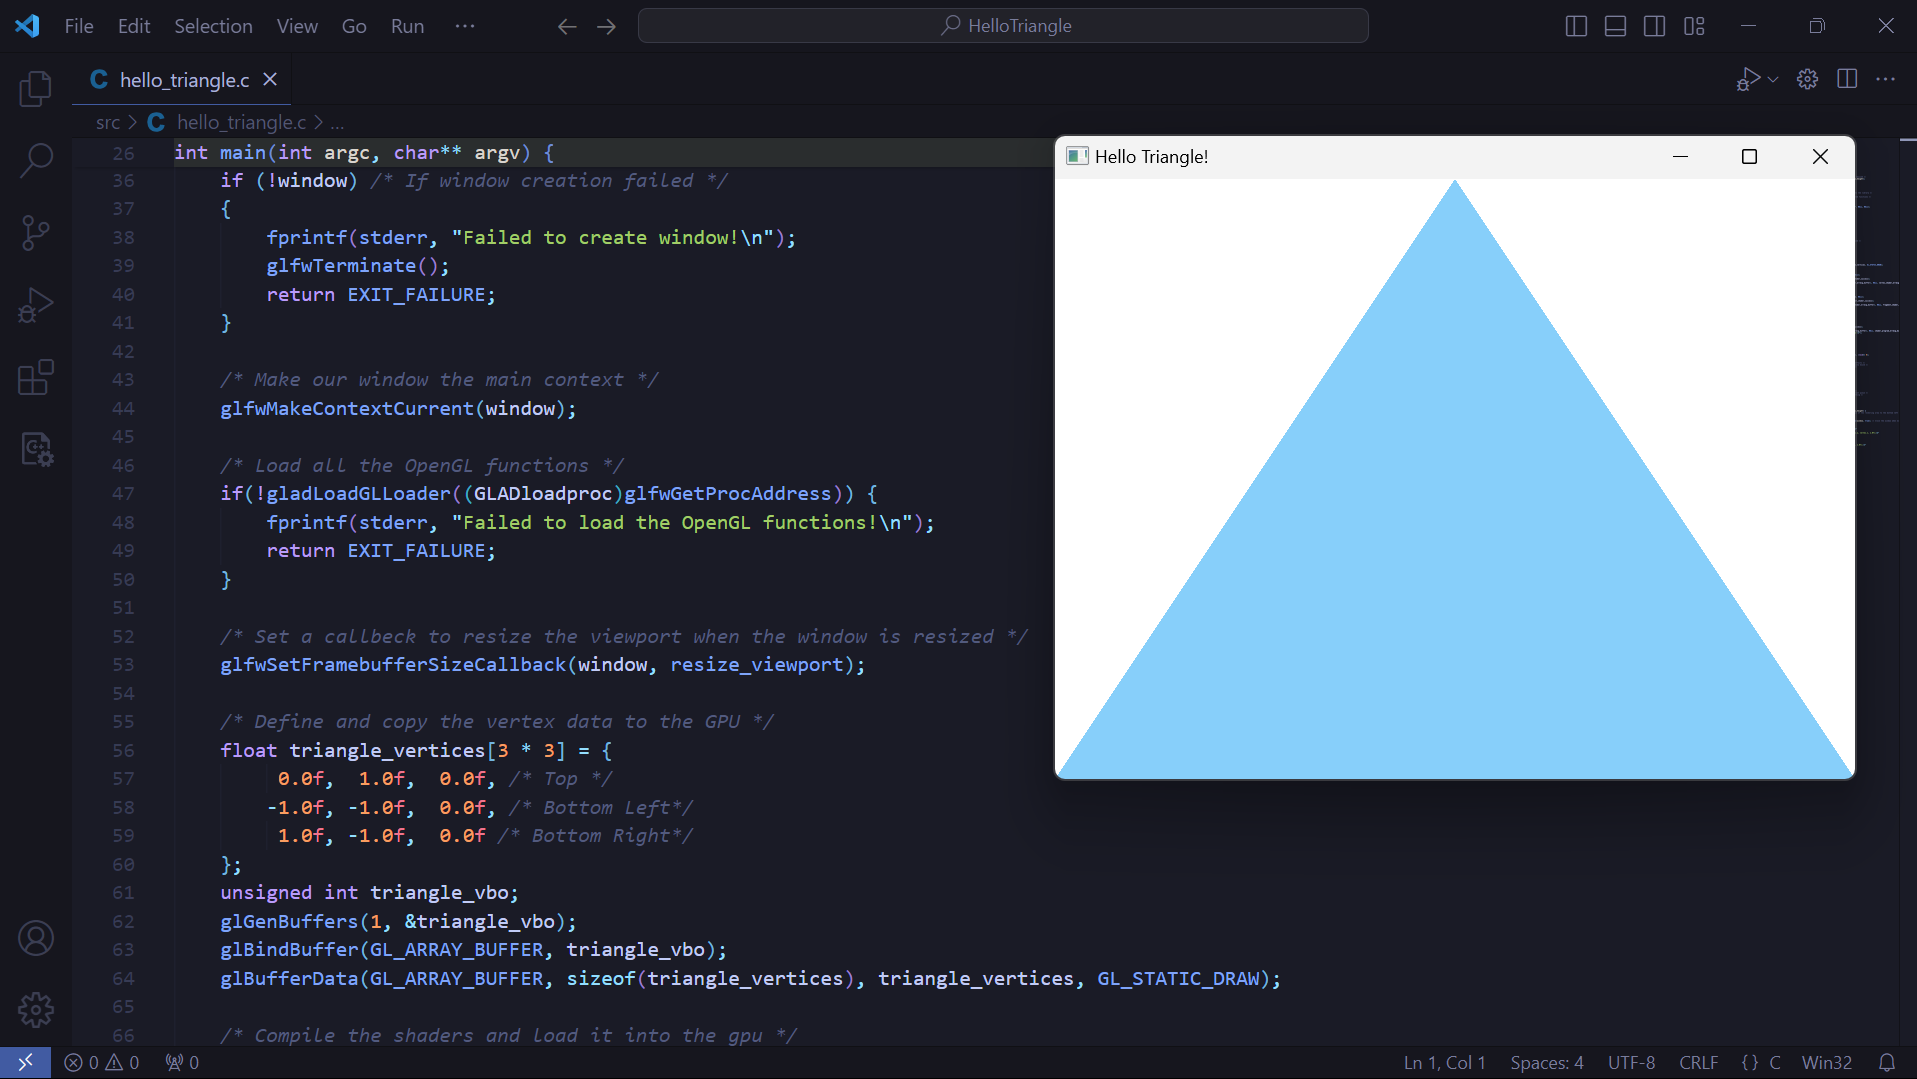 File Edit Selection View Go Run ···
HelloTriangle
C hello_triangle.c
src > C hello_triangle.c > ...
26 int main(int argc, char** argv) {
36 if (!window) /* If window creation failed */
37 {
38 fprintf(stderr, "Failed to create window!\n");
39 glfwTerminate();
40 return EXIT_FAILURE;
41 }
42
43 /* Make our window the main context */
44 glfwMakeContextCurrent(window);
45
46 /* Load all the OpenGL functions */
47 if(!gladLoadGLLoader((GLADloadproc)glfwGetProcAddress)) {
48 fprintf(stderr, "Failed to load the OpenGL functions!\n");
49 return EXIT_FAILURE;
50 }
51
52 /* Set a callbeck to resize the viewport when the window is resized */
53 glfwSetFramebufferSizeCallback(window, resize_viewport);
54
55 /* Define and copy the vertex data to the GPU */
56 float triangle_vertices[3 * 3] = {
57 0.0f, 1.0f, 0.0f, /* Top */
58 -1.0f, -1.0f, 0.0f, /* Bottom Left*/
59 1.0f, -1.0f, 0.0f /* Bottom Right*/
60 };
61 unsigned int triangle_vbo;
62 glGenBuffers(1, &triangle_vbo);
63 glBindBuffer(GL_ARRAY_BUFFER, triangle_vbo);
64 glBufferData(GL_ARRAY_BUFFER, sizeof(triangle_vertices), triangle_vertices, GL_STATIC_DRAW);
65
66 /* Compile the shaders and load it into the gpu */
Hello Triangle!
0 0 0
Ln 1, Col 1 Spaces: 4 UTF-8 CRLF {} C Win32